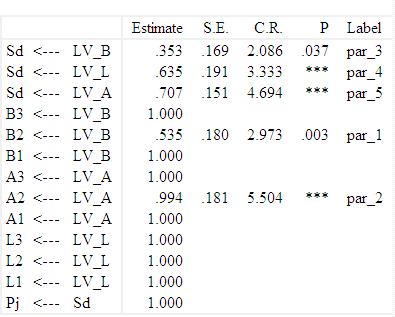 Estimate S.E. C.R. P Label
Sd <--- LV_B .353 .169 2.086 .037 par_3
Sd <--- LV_L .635 .191 3.333 *** par_4
Sd <--- LV_A .707 .151 4.694 *** par_5
B3 <--- LV_B 1.000
B2 <--- LV_B .535 .180 2.973 .003 par_1
B1 <--- LV_B 1.000
A3 <--- LV_A 1.000
A2 <--- LV_A .994 .181 5.504 *** par_2
A1 <--- LV_A 1.000
L3 <--- LV_L 1.000
L2 <--- LV_L 1.000
L1 <--- LV_L 1.000
Pj <--- Sd 1.000